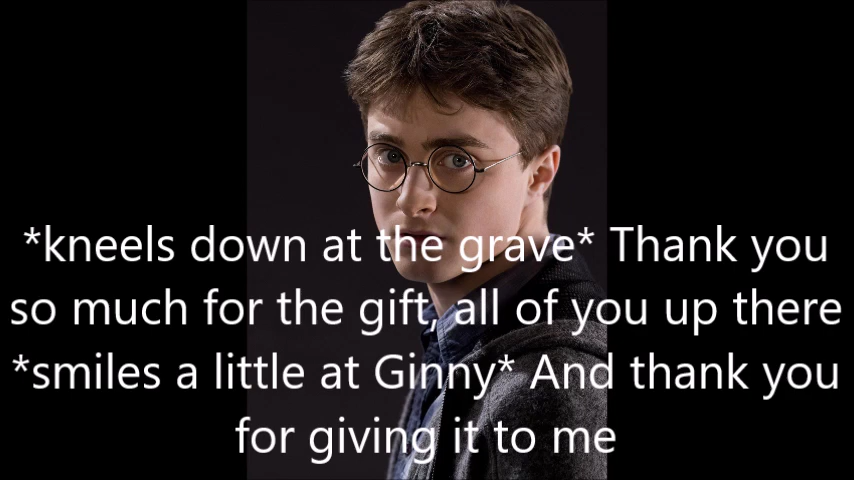 *kneels down at the grave* Thank you
so much for the gift, all of you up there
*smiles a little at Ginny* And thank you
for giving it to me